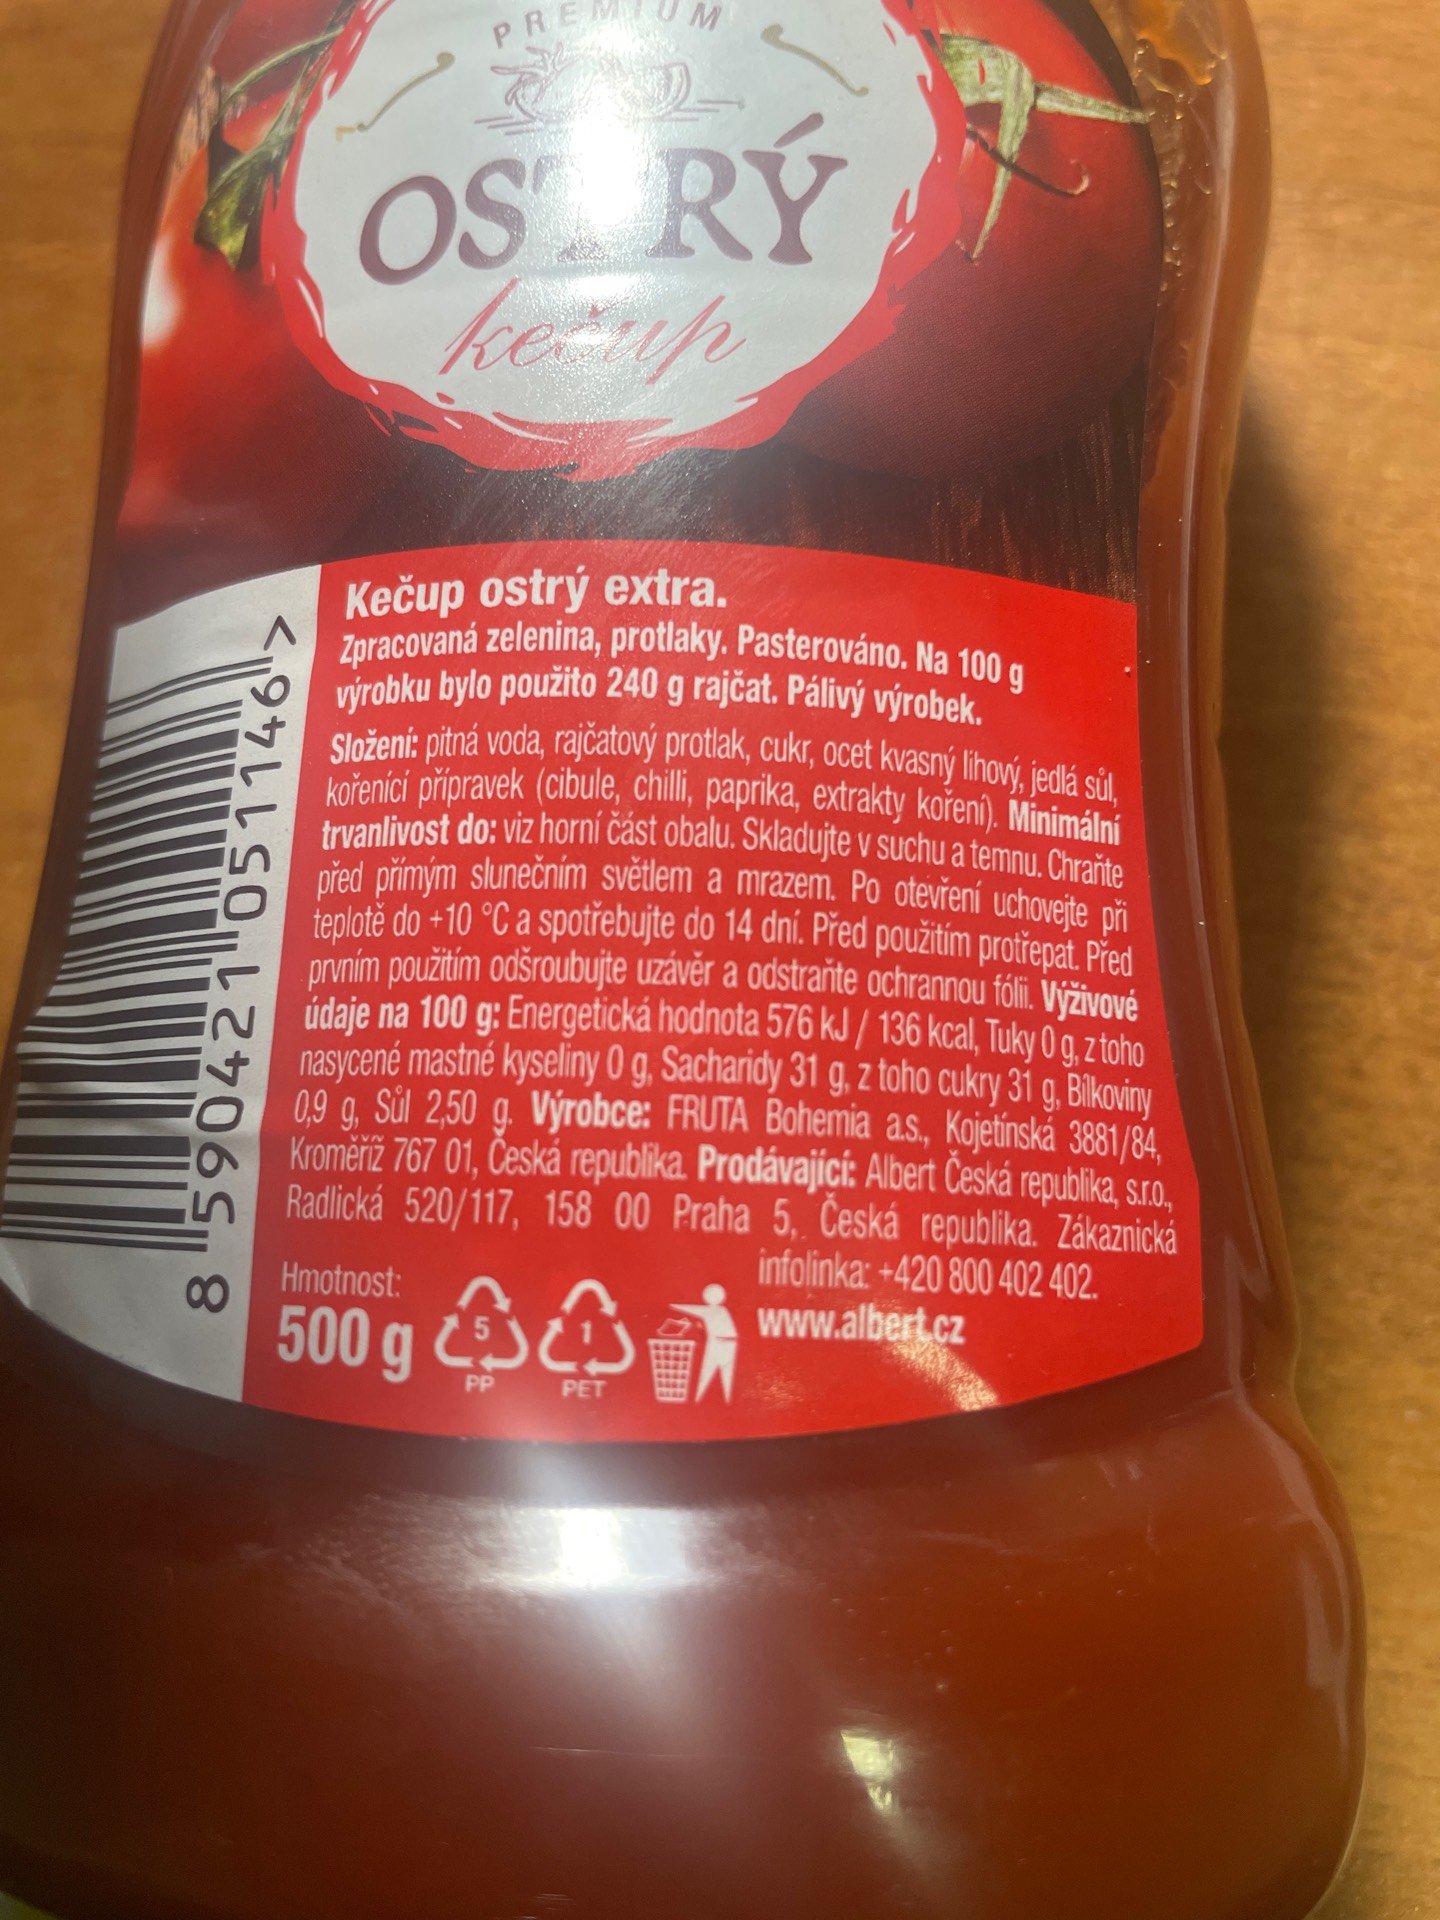 PREMIUM
OSTRÝ
kečup
Kečup ostrý extra.
Zpracovaná zelenina, protlaky. Pasterováno. Na 100 g
výrobku bylo použito 240 g rajčat. Pálivý výrobek.
Složení: pitná voda, rajčatový protlak, cukr, ocet kvasný lihový, jedlá sůl,
kořenící přípravek (cibule, chilli, paprika, extrakty koření). Minimální
trvanlivost do: viz horní část obalu. Skladujte v suchu a temnu. Chraňte
před přímým slunečním světlem a mrazem. Po otevření uchovejte při
teplotě do +10 °C a spotřebujte do 14 dní. Před použitím protřepat. Před
prvním použitím odšroubujte uzávěr a odstraňte ochrannou fólii. Výživové
údaje na 100 g: Energetická hodnota 576 kJ / 136 kcal, Tuky 0 g, z toho
nasycené mastné kyseliny 0 g, Sacharidy 31 g, z toho cukry 31 g, Bílkoviny
0,9 g, Sůl 2,50 g. Výrobce: FRUTA Bohemia a.s., Kojetínská 3881/84,
Kroměříž 767 01, Česká republika. Prodávající: Albert Česká republika, s.r.o.,
Radlická 520/117, 158 00 Praha 5, Česká republika. Zákaznická
infolinka: +420 800 402 402.
www.albert.cz
Hmotnost:
500 g
5
PP
1
PET
8 590421 051146 >